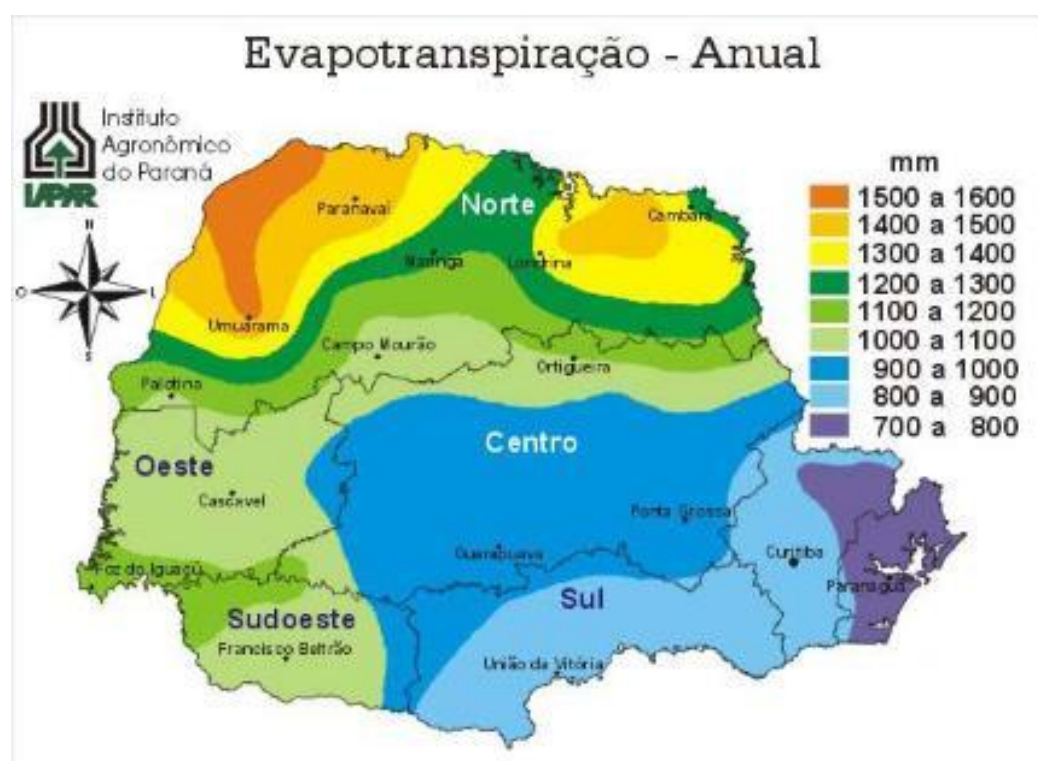 Evapotranspiração - Anual
Instituto
Agronômico
do Paraná
IAPAR
N
O
L
S
mm
1500 a 1600
1400 a 1500
1300 a 1400
1200 a 1300
1100 a 1200
1000 a 1100
900 a 1000
800 a 900
700 a 800
Paranavaí
Norte
Cambará
Maringa
Londrina
Umuarama
Campo Mourão
Ortigueira
Palotina
Centro
Oeste
Cascavel
Ponta Grossa
Guarapuava
Curitiba
Foz do Iguaçú
Paranaguá
Sul
Sudoeste
Francisco Beltrão
União da Vitória